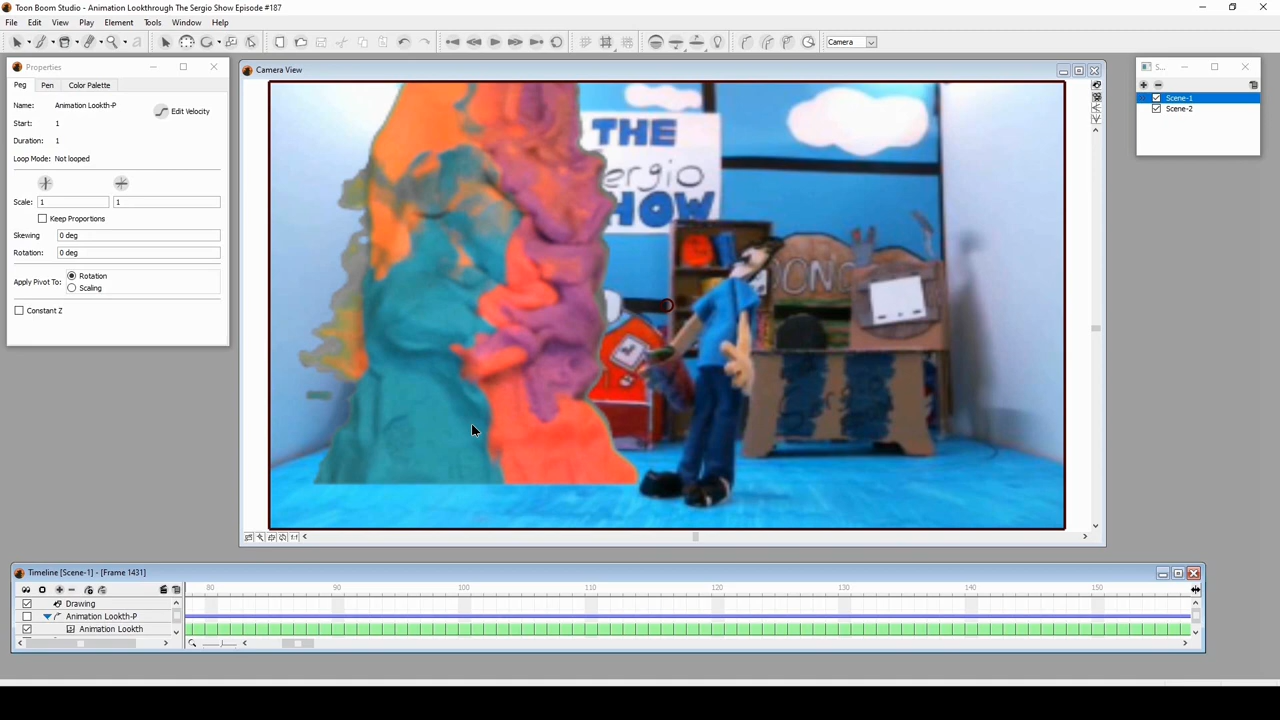 Toon Boom Studio - Animation Lookthrough The Sergio Show Episode #187
File Edit View Play Element Tools Window Help
Camera
Properties
Peg Pen Color Palette
Name: Animation Lookth-P
Edit Velocity
Start: 1
Duration: 1
Loop Mode: Not looped
Scale: 1 1
Keep Proportions
Skewing 0 deg
Rotation: 0 deg
Apply Pivot To: Rotation
Scaling
Constant Z
Camera View
THE
ergio
HOW
S...
Scene-1
Scene-2
Timeline [Scene-1] - [Frame 1431]
80 90 100 110 120 130 140 150
Drawing
Animation Lookth-P
Animation Lookth